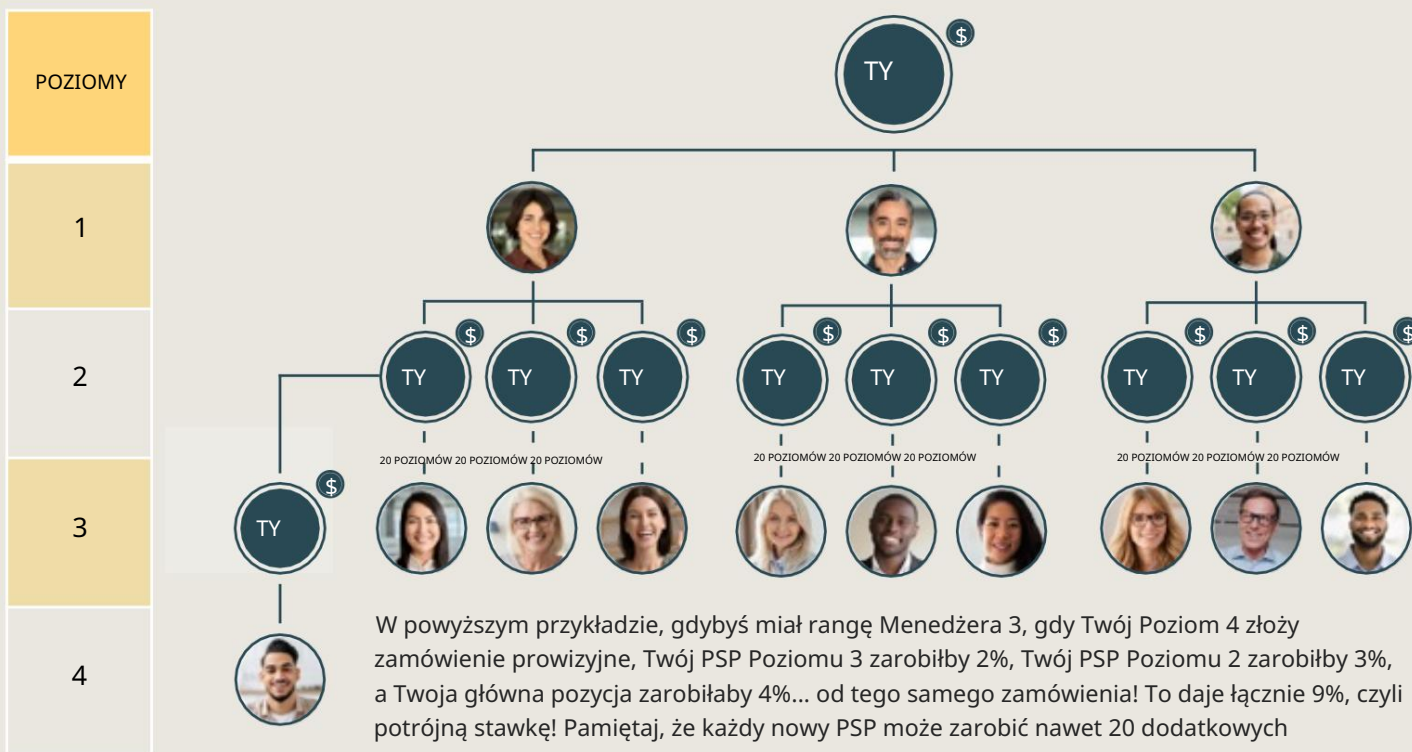 $
TY
POZIOMY
1
$ $ $ $ $ $ $ $ $
2
TY TY TY TY TY TY TY TY TY
20 POZIOMÓW 20 POZIOMÓW 20 POZIOMÓW
20 POZIOMÓW 20 POZIOMÓW 20 POZIOMÓW
20 POZIOMÓW 20 POZIOMÓW 20 POZIOMÓW
$
3
TY
4
W powyższym przykładzie, gdybyś miał rangę Menedżera 3, gdy Twój Poziom 4 złoży
zamówienie prowizyjne, Twój PSP Poziomu 3 zarobiłby 2%, Twój PSP Poziomu 2 zarobiłby 3%,
a Twoja główna pozycja zarobiłaby 4%... od tego samego zamówienia! To daje łącznie 9%, czyli
potrójną stawkę! Pamiętaj, że każdy nowy PSP może zarobić nawet 20 dodatkowych